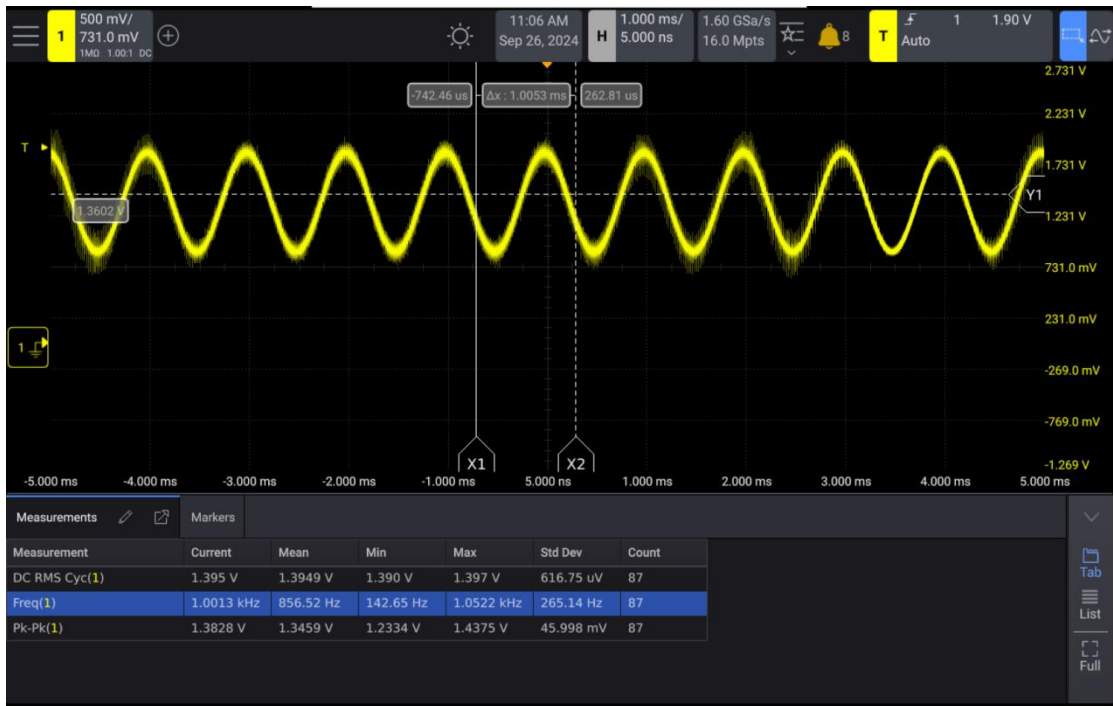 1 500 mV/
731.0 mV
1MΩ 1.00:1 DC
11:06 AM
Sep 26, 2024
H 1.000 ms/
5.000 ns
1.60 GSa/s
16.0 Mpts
8
T 1 1.90 V
Auto
2.731 V
-742.46 us Δx : 1.0053 ms 262.81 us
2.231 V
T
1.731 V
Y1
1.3602 V
1.231 V
731.0 mV
231.0 mV
1
-269.0 mV
-769.0 mV
X1 X2
-1.269 V
-5.000 ms -4.000 ms -3.000 ms -2.000 ms -1.000 ms 5.000 ns 1.000 ms 2.000 ms 3.000 ms 4.000 ms 5.000 ms
Measurements Markers
Measurement Current Mean Min Max Std Dev Count
DC RMS Cyc(1) 1.395 V 1.3949 V 1.390 V 1.397 V 616.75 uV 87
Freq(1) 1.0013 kHz 856.52 Hz 142.65 Hz 1.0522 kHz 265.14 Hz 87
Pk-Pk(1) 1.3828 V 1.3459 V 1.2334 V 1.4375 V 45.998 mV 87
Tab
List
Full